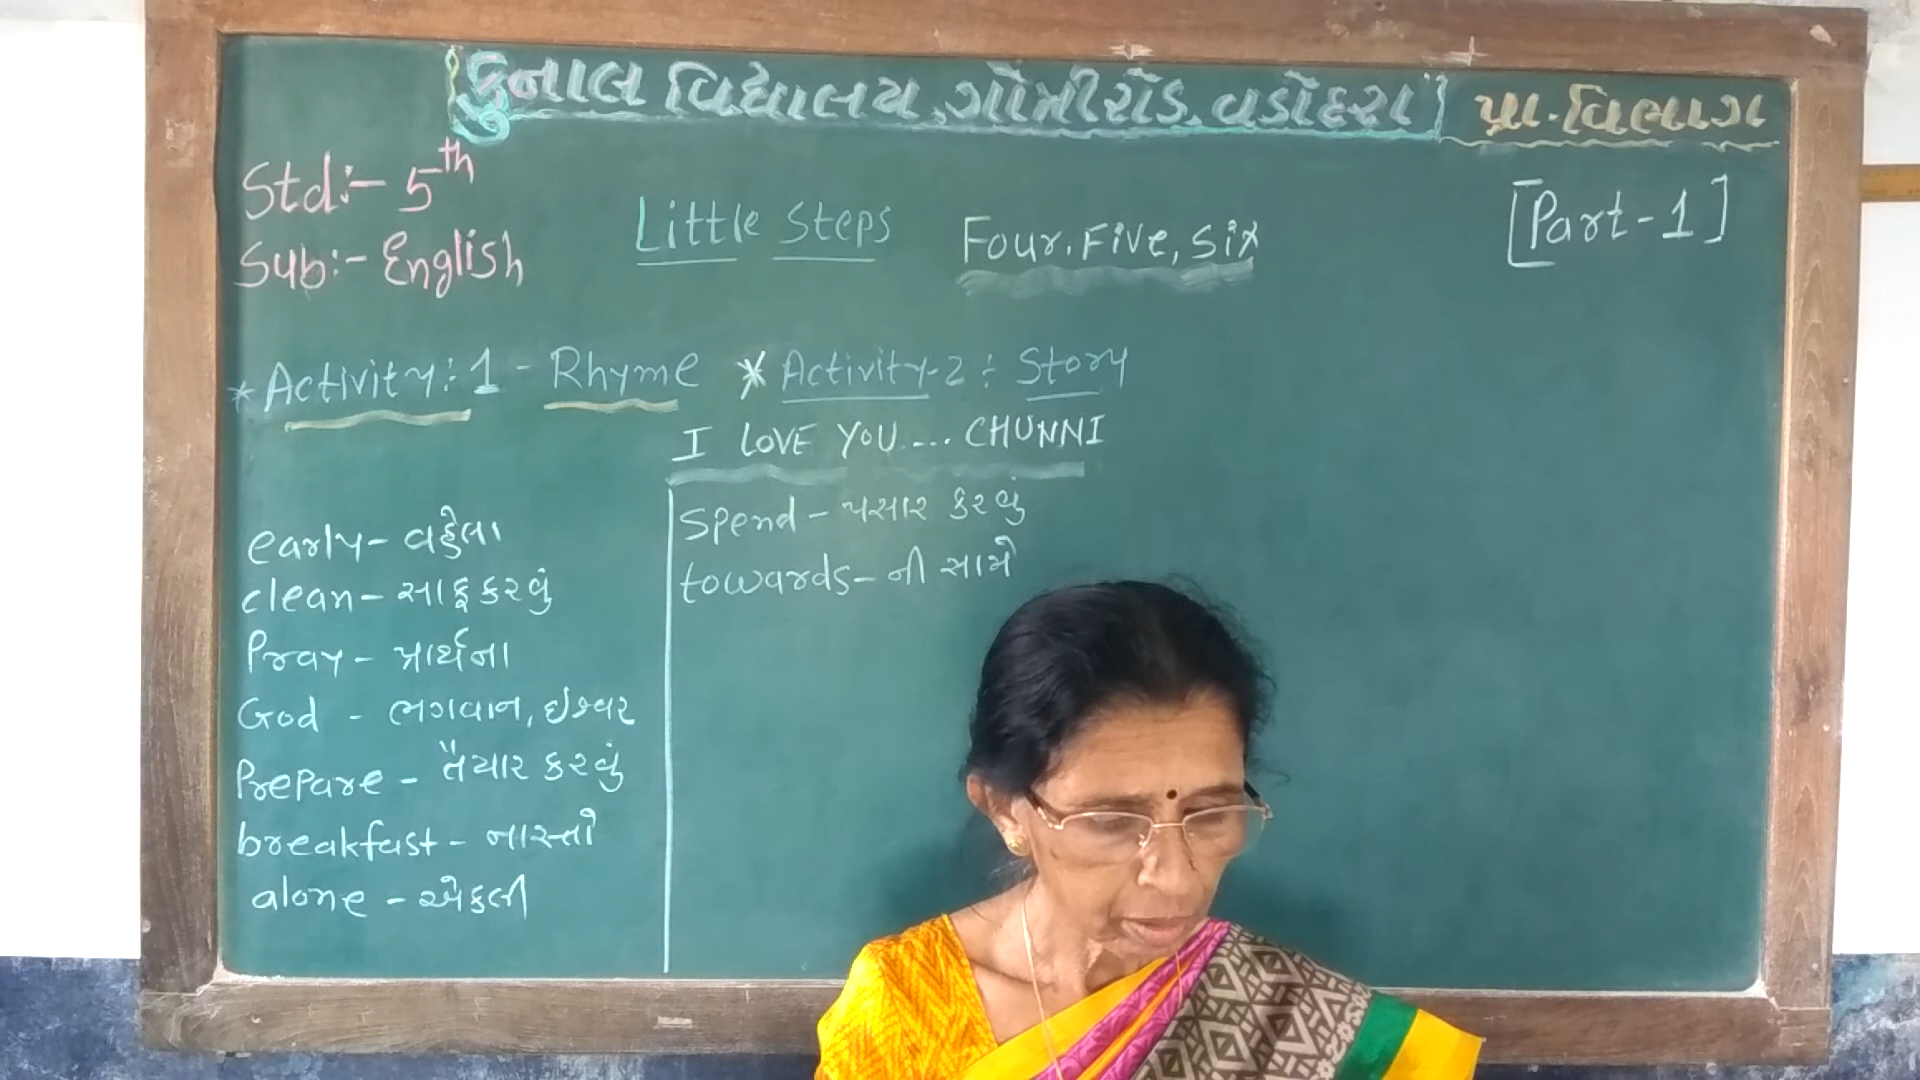 કુનાલ વિદ્યાલય, ગોત્રીરોડ. વડોદરા પ્રા. વિભાગ
Std:- 5th
Sub:- English
Little Steps
Four, Five, Six
[Part-1]
* Activity:1 - Rhyme
* Activity-2 : Story
I LOVE YOU.... CHUNNI
early - વહેલા
clean - સાફ કરવું
Pray - પ્રાર્થના
God - ભગવાન, ઈશ્વર
Prepare - તૈયાર કરવું
breakfast - નાસ્તો
alone - એકલી
Spend - પસાર કરવું
towards - ની સામે